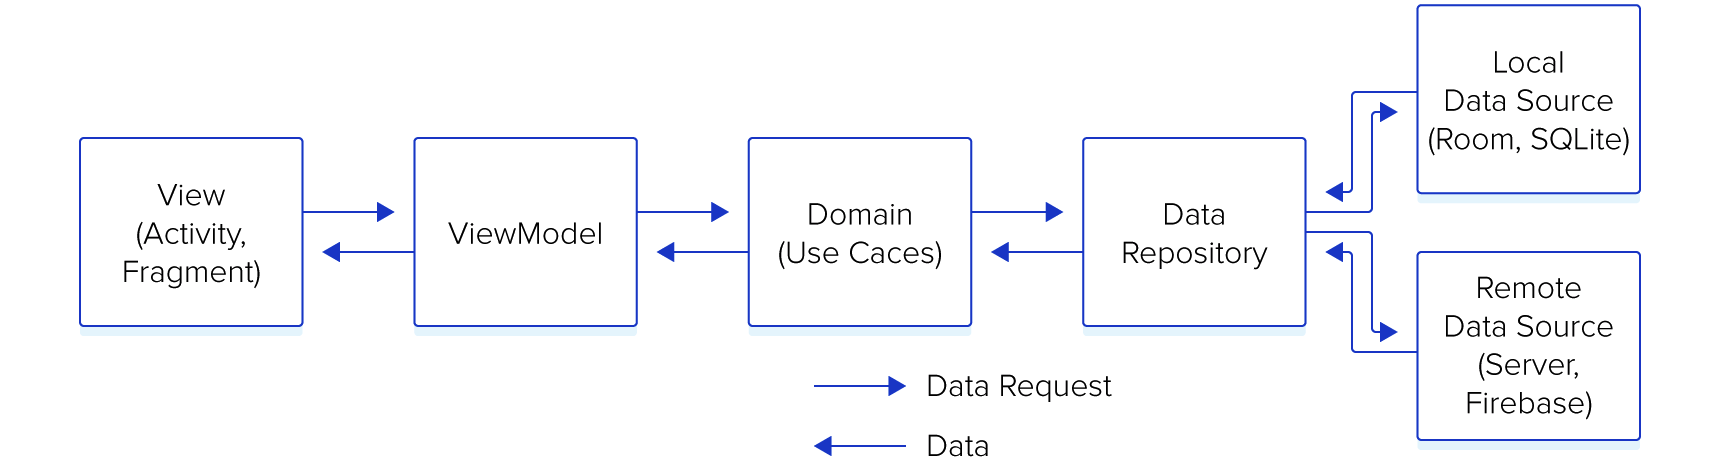 View
(Activity,
Fragment)
ViewModel
Domain
(Use Caces)
Data
Repository
Local
Data Source
(Room, SQLite)
Remote
Data Source
(Server,
Firebase)
Data Request
Data